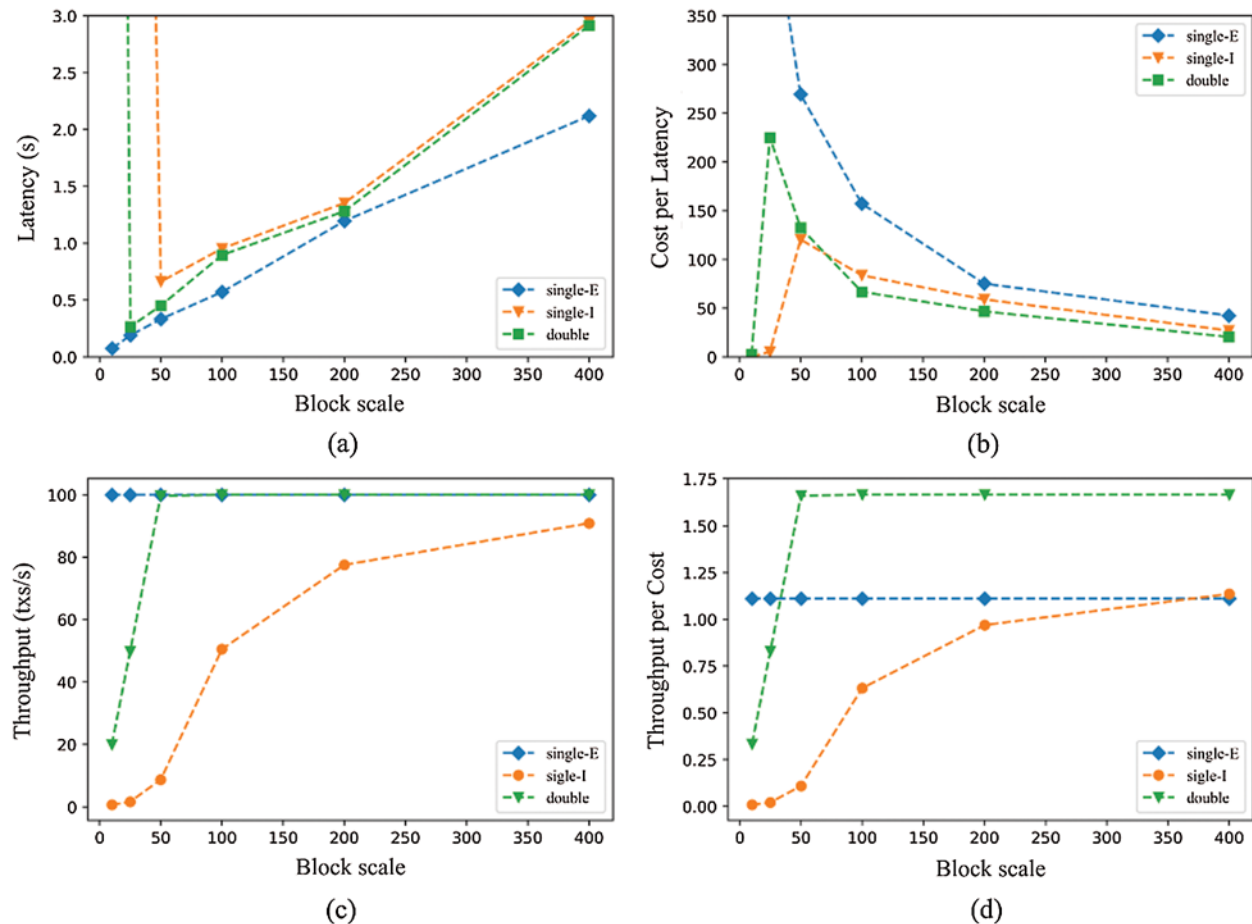 3.0
2.5
2.0
1.5
1.0
0.5
0.0
Latency (s)
0 50 100 150 200 250 300 350 400
Block scale
single-E
single-I
double
(a)
350
300
250
200
150
100
50
0
Cost per Latency
0 50 100 150 200 250 300 350 400
Block scale
single-E
single-I
double
(b)
100
80
60
40
20
0
Throughput (txs/s)
0 50 100 150 200 250 300 350 400
Block scale
single-E
sigle-I
double
(c)
1.75
1.50
1.25
1.00
0.75
0.50
0.25
0.00
Throughput per Cost
0 50 100 150 200 250 300 350 400
Block scale
single-E
sigle-I
double
(d)